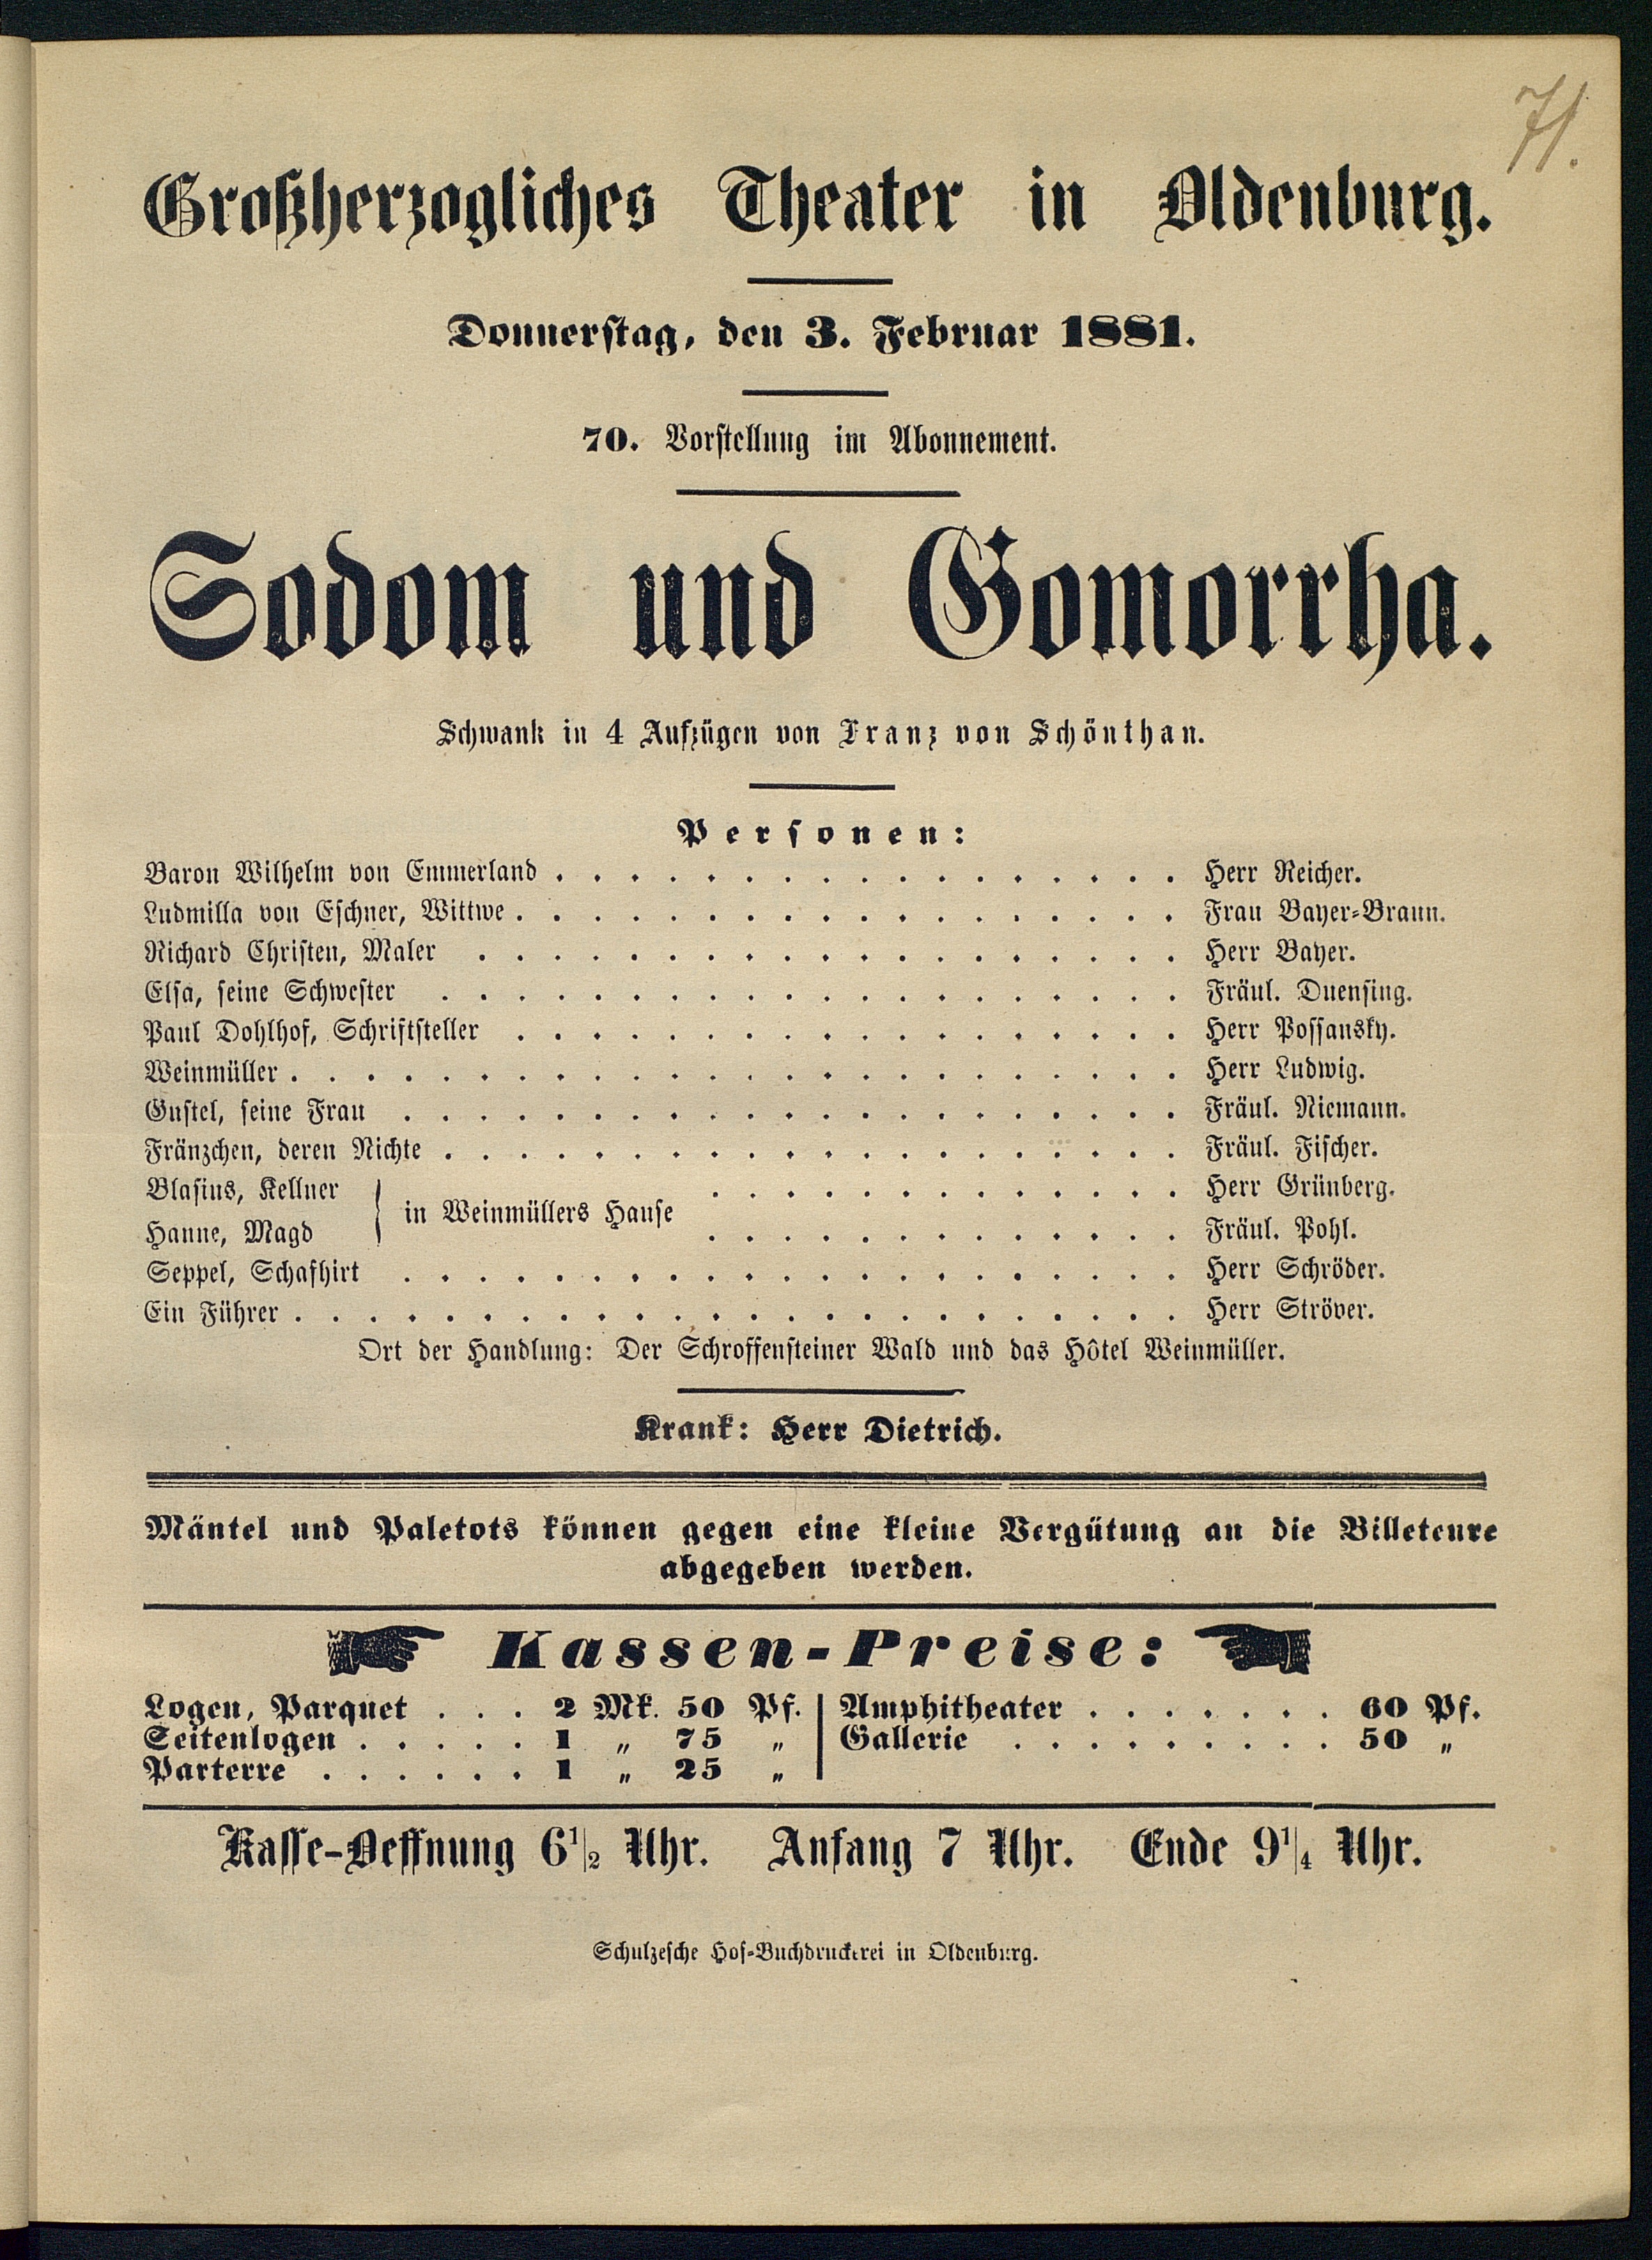 71.
Großherzogliches Theater in Oldenburg.
Donnerstag, den 3. Februar 1881.
70. Vorstellung im Abonnement.
Sodom und Gomorrha.
Schwank in 4 Aufzügen von Franz von Schönthan.
Personen:
Baron Wilhelm von Emmerland . . . . . . . . . . . . . . . . . Herr Reicher.
Ludmilla von Eschner, Wittwe . . . . . . . . . . . . . . . . . . Frau Bayer-Braun.
Richard Christen, Maler . . . . . . . . . . . . . . . . . . . Herr Bayer.
Elsa, seine Schwester . . . . . . . . . . . . . . . . . . . . Fräul. Duensing.
Paul Dohlhof, Schriftsteller . . . . . . . . . . . . . . . . . . Herr Possansky.
Weinmüller . . . . . . . . . . . . . . . . . . . . . . . . Herr Ludwig.
Gustel, seine Frau . . . . . . . . . . . . . . . . . . . . . Fräul. Niemann.
Fränzchen, deren Nichte . . . . . . . . . . . . . . . . . . . . Fräul. Fischer.
Blasius, Kellner } in Weinmüllers Hause . . . . . . . . . . . . . Herr Grünberg.
Hanne, Magd . . . . . . . . . . . . . Fräul. Pohl.
Seppel, Schafhirt . . . . . . . . . . . . . . . . . . . . . Herr Schröder.
Ein Führer . . . . . . . . . . . . . . . . . . . . . . . . Herr Ströver.
Ort der Handlung: Der Schroffensteiner Wald und das Hôtel Weinmüller.
Krank: Herr Dietrich.
Mäntel und Paletots können gegen eine kleine Vergütung an die Billeteure
abgegeben werden.
Kassen-Preise:
Logen, Parquet . . . 2 Mk. 50 Pf. | Amphitheater . . . . . . . 60 Pf.
Seitenlogen . . . . . 1 „ 75 „ | Gallerie . . . . . . . . . 50 „
Parterre . . . . . . 1 „ 25 „
Kasse-Oeffnung 6 1/2 Uhr. Anfang 7 Uhr. Ende 9 1/4 Uhr.
Schulzesche Hof-Buchdruckerei in Oldenburg.